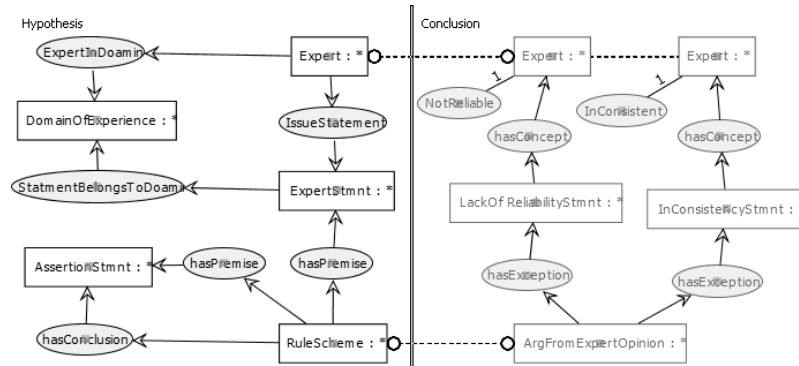 Hypothesis
Conclusion
ExpertInDoamin
Expert : *
Expert : *
Expert : *
1
1
NotReliable
InConsistent
DomainOfExperience : *
IssueStatement
hasConcept
hasConcept
StatmentBelongsToDoamin
ExpertStmnt : *
LackOf ReliabilityStmnt : *
InConsistencyStmnt : *
AssertionStmnt : *
hasPremise
hasPremise
hasException
hasException
hasConclusion
RuleScheme : *
ArgFromExpertOpinion : *